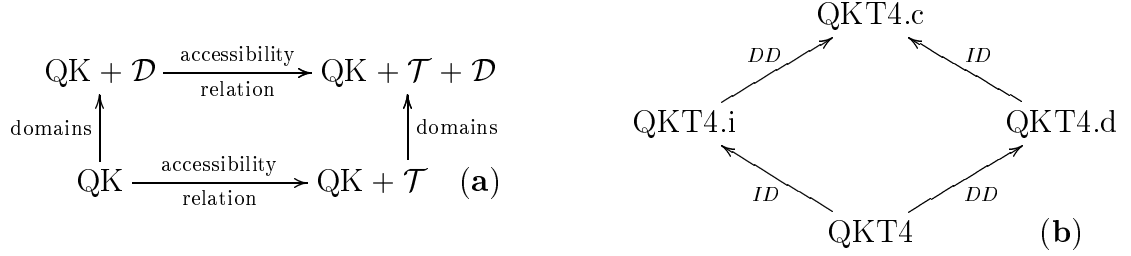 QK + 𝒟 accessibility relation QK + 𝒯 + 𝒟
domains domains
QK accessibility relation QK + 𝒯 (a)
QKT4.c
DD ID
QKT4.i QKT4.d
ID DD
QKT4 (b)